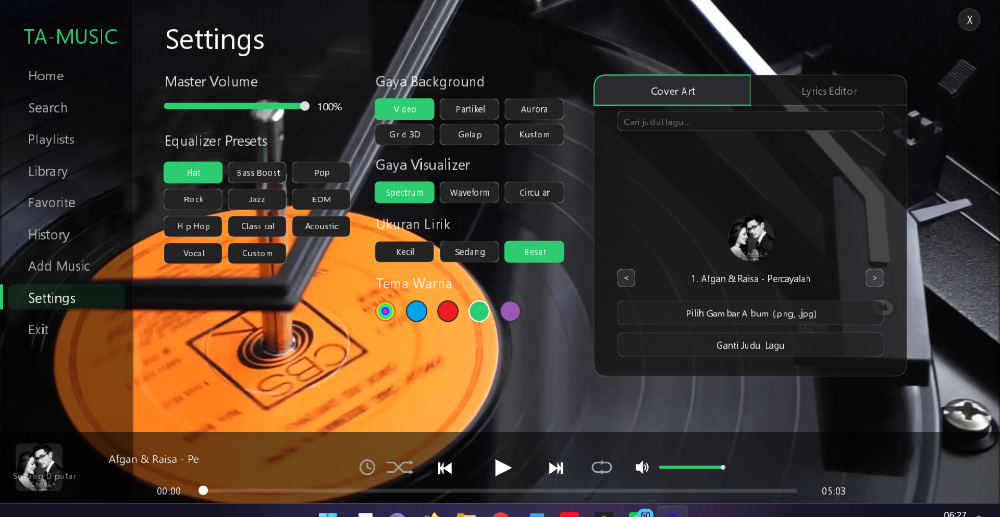 TA-MUSIC
Home
Search
Playlists
Library
Favorite
History
Add Music
Settings
Exit
Settings
Master Volume
100%
Equalizer Presets
Flat
Bass Boost
Pop
Rock
Jazz
EDM
H p Hop
Class cal
Acoustic
Vocal
Custom
Gaya Background
V deo
Partikel
Aurora
Gr d 3D
Gelap
Kustom
Gaya Visualizer
Spectrum
Waveform
Circu ar
Ukuran Lirik
Kecil
Sedang
Besar
Tema Warna
X
Cover Art
Lyrics Editor
Cari judul lagu...
<
1. Afgan & Raisa - Percayalah
>
Pilih Gambar A bum (.png, .jpg)
Ganti Judu Lagu
CBS
Sedang D putar
ERCAYALA
Afgan & Raisa - Pe
00:00
05:03
60
06:27